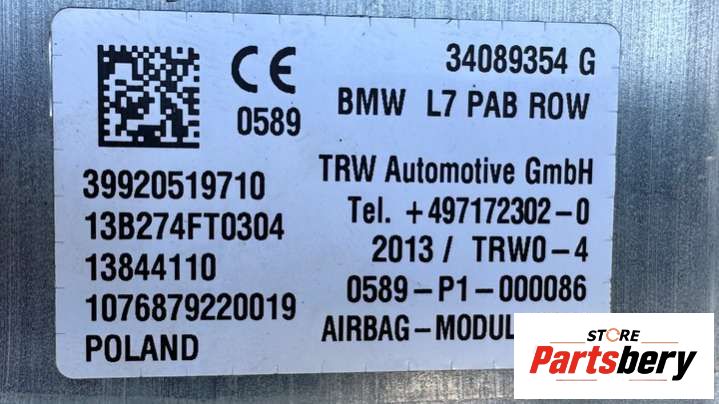 34089354 G
CE
0589
BMW L7 PAB ROW
39920519710
13B274FT0304
13844110
1076879220019
POLAND
TRW Automotive GmbH
Tel. +497172302-0
2013 / TRW0-4
0589-P1-000086
AIRBAG-MODUL
STORE
Partsbery